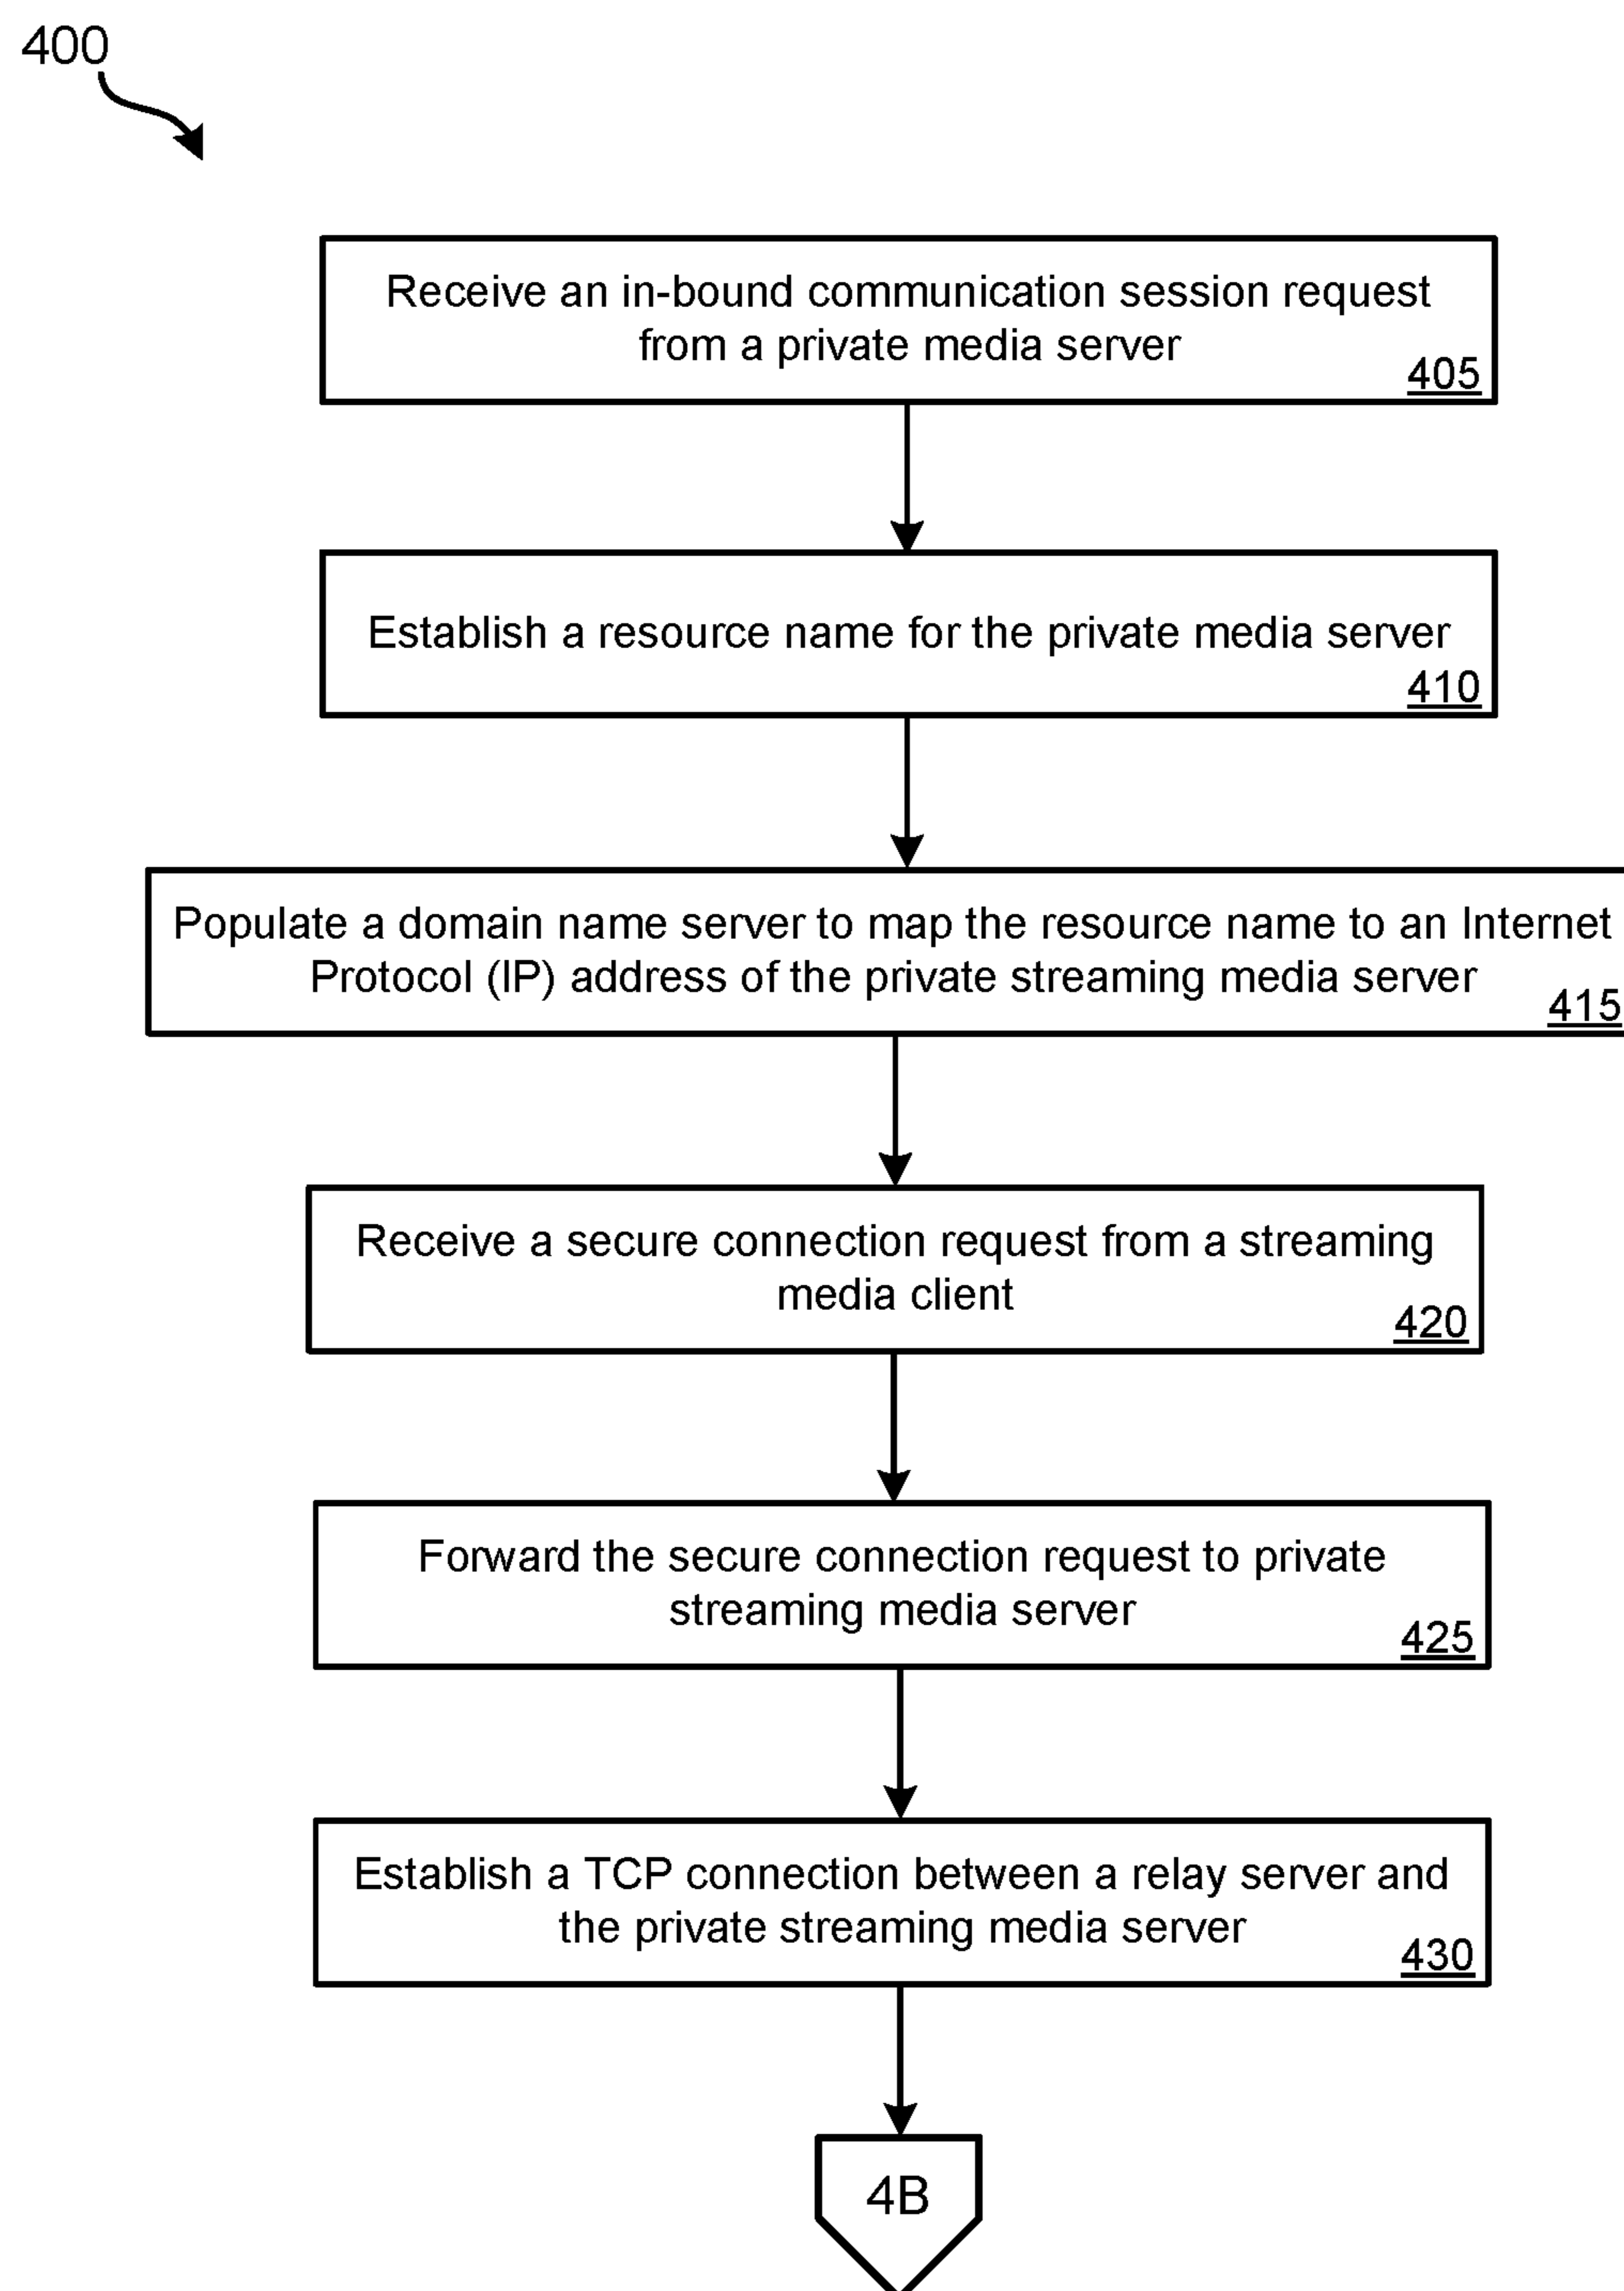 400
Receive an in-bound communication session request
from a private media server
405
Establish a resource name for the private media server
410
Populate a domain name server to map the resource name to an Internet
Protocol (IP) address of the private streaming media server
415
Receive a secure connection request from a streaming
media client
420
Forward the secure connection request to private
streaming media server
425
Establish a TCP connection between a relay server and
the private streaming media server
430
4B